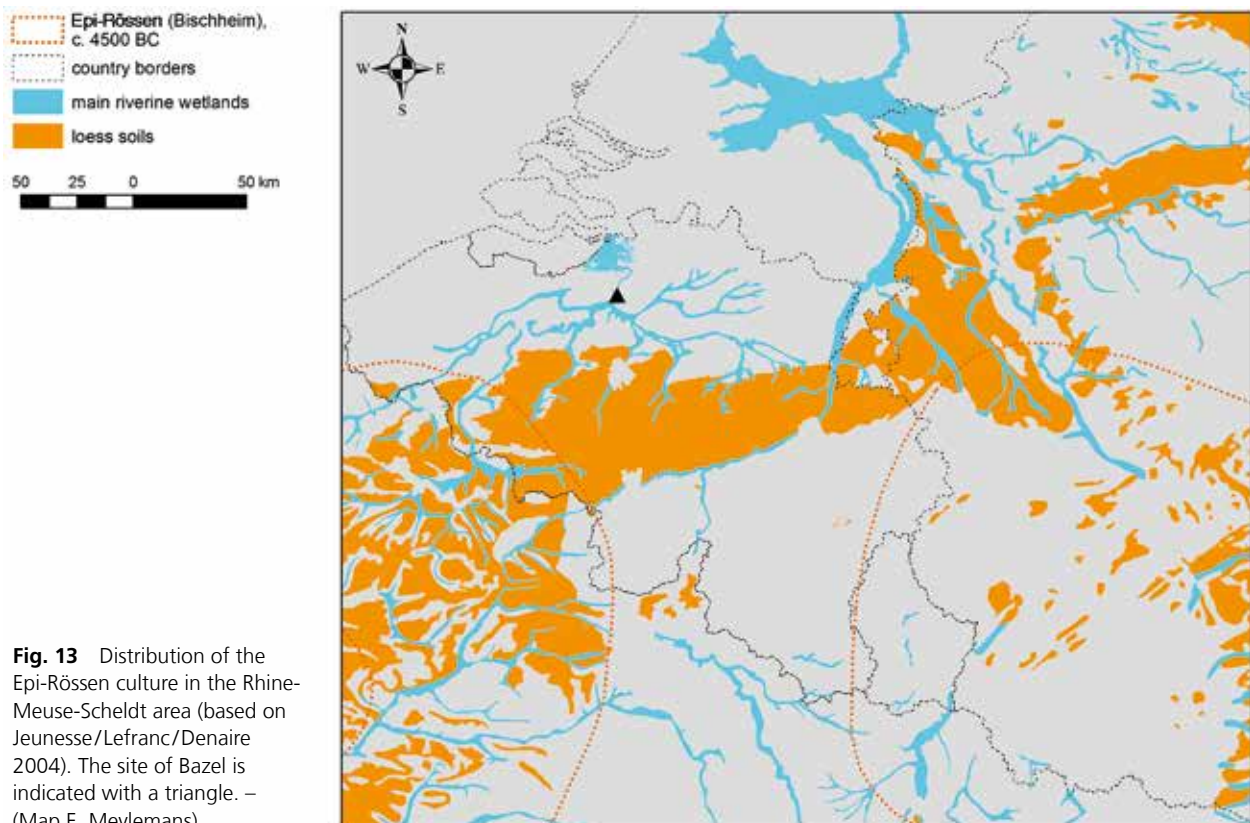 Epi-Rössen (Bischheim),
c. 4500 BC
country borders
main riverine wetlands
loess soils
50 25 0 50 km
N
W E
S
Fig. 13 Distribution of the
Epi-Rössen culture in the Rhine-
Meuse-Scheldt area (based on
Jeunesse/Lefranc/Denaire
2004). The site of Bazel is
indicated with a triangle. –
(Map E. Meylemans)